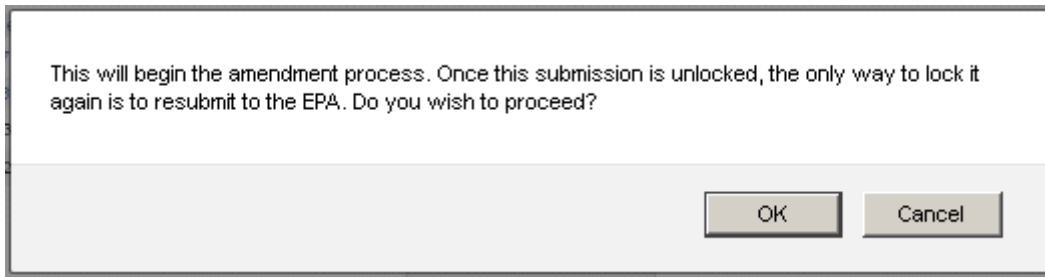 This will begin the amendment process. Once this submission is unlocked, the only way to lock it
again is to resubmit to the EPA. Do you wish to proceed?
OK
Cancel